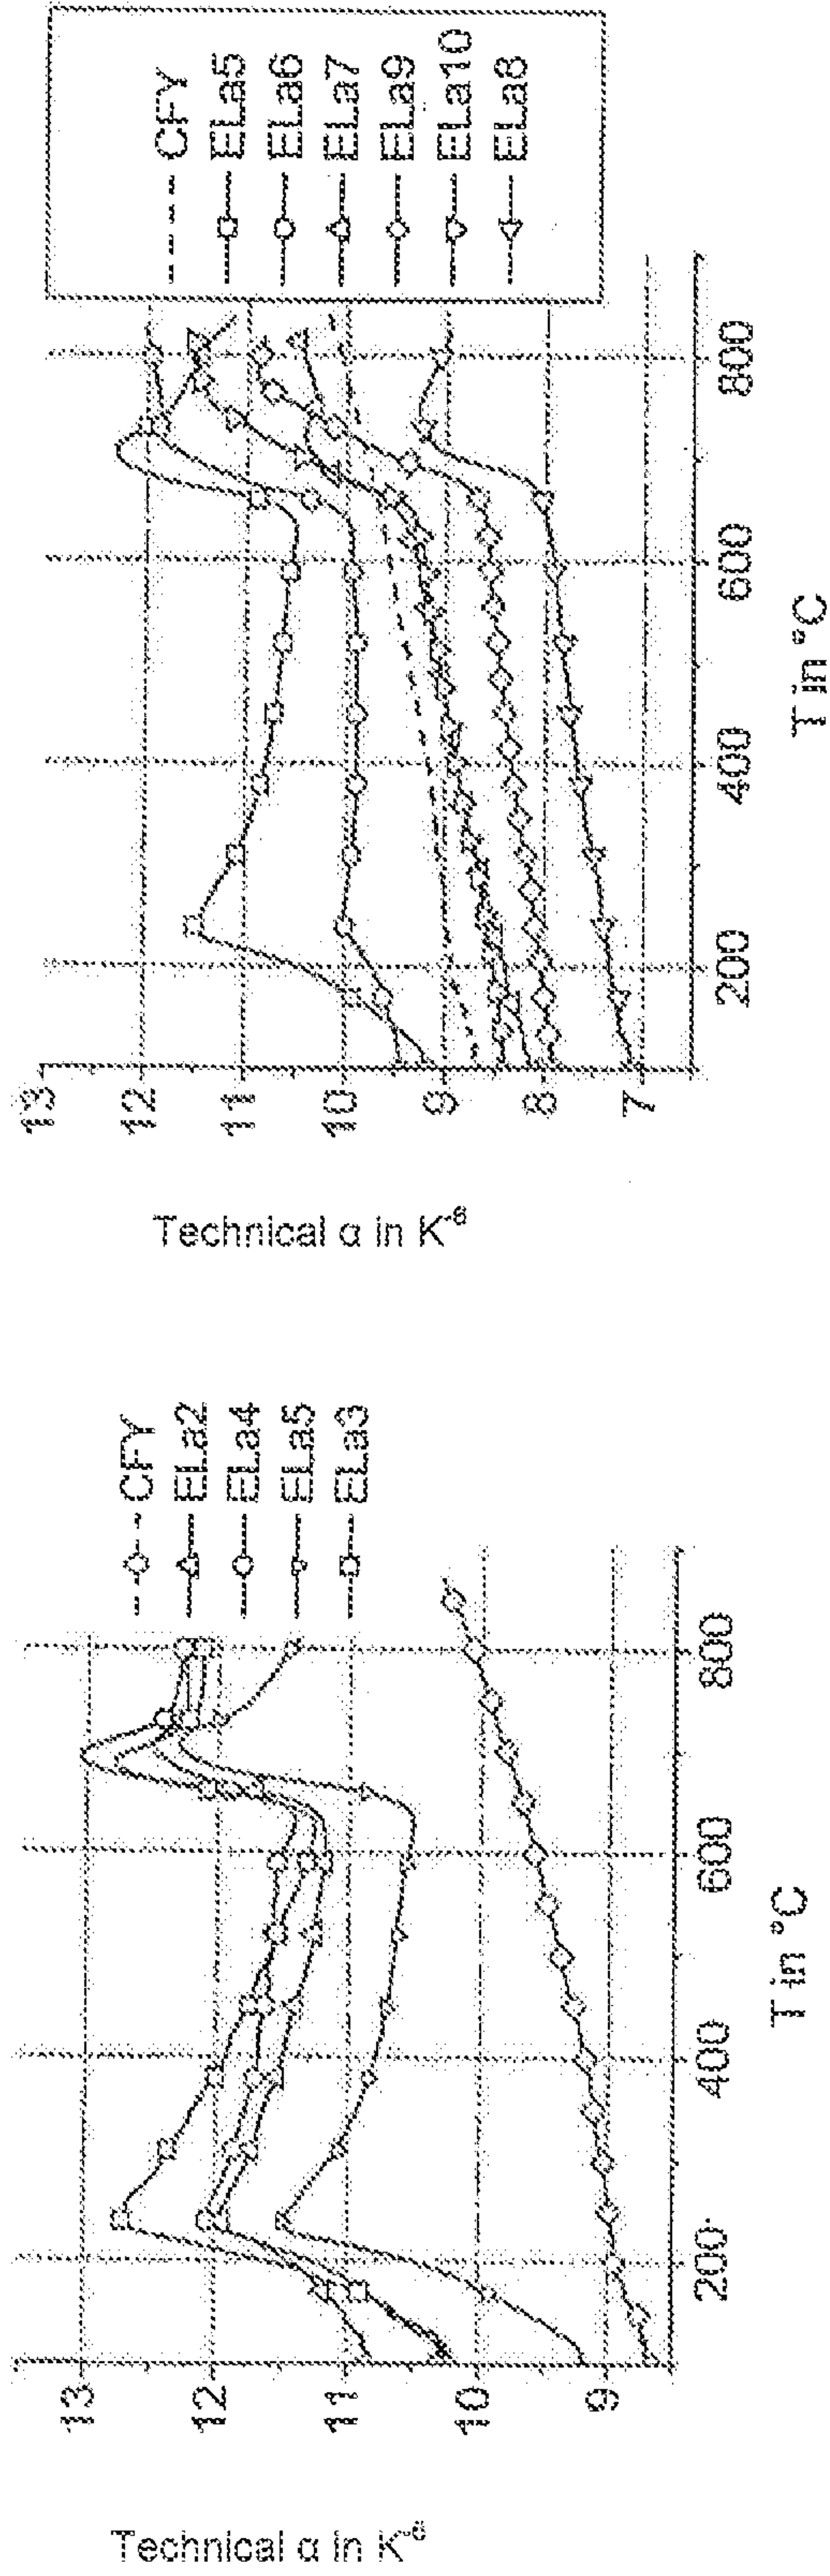 Technical α in K-6
13
12
11
10
9
200
400
600
800
T in °C
CFY
ELa2
ELa4
ELa5
ELa3
Technical α in K-6
13
12
11
10
9
8
7
200
400
600
800
T in °C
CFY
ELa5
ELa6
ELa7
ELa9
ELa10
ELa8